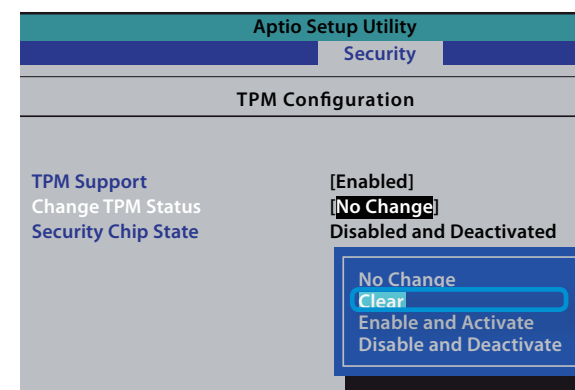 Aptio Setup Utility
Security
TPM Configuration
TPM Support [Enabled]
Change TPM Status [No Change]
Security Chip State Disabled and Deactivated
No Change
Clear
Enable and Activate
Disable and Deactivate